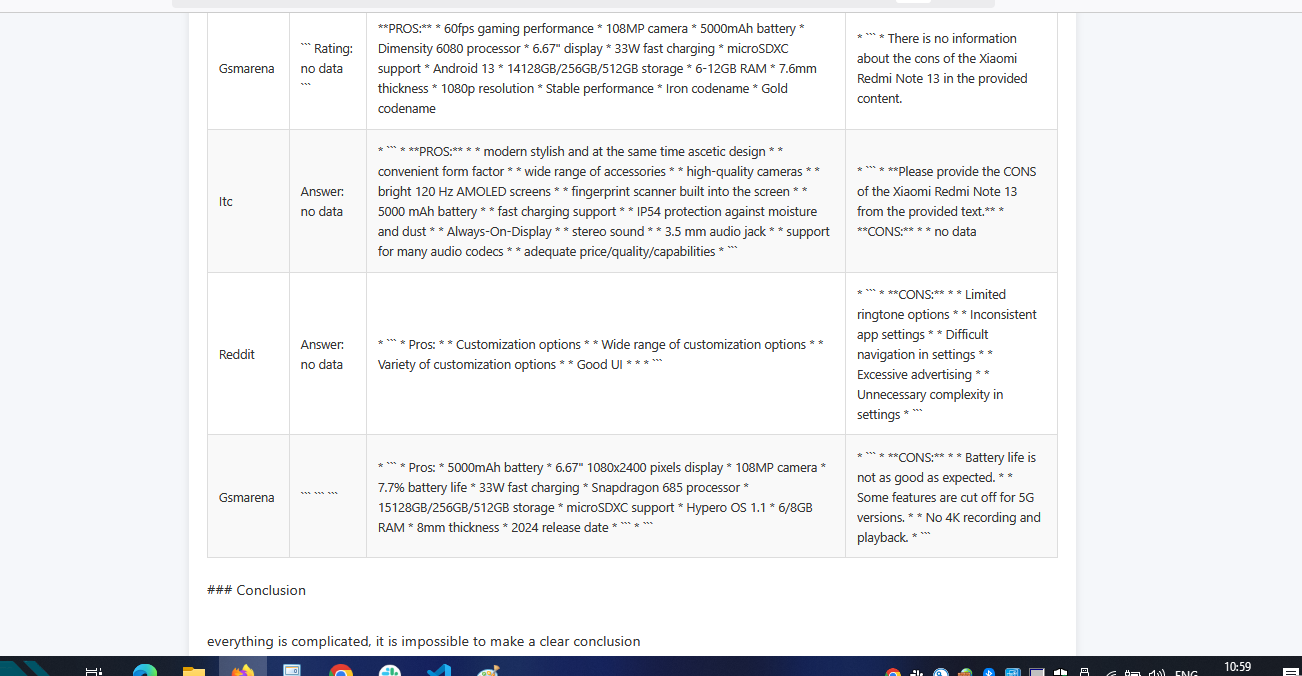 Gsmarena
``` Rating:
no data
```
**PROS:** * 60fps gaming performance * 108MP camera * 5000mAh battery *
Dimensity 6080 processor * 6.67" display * 33W fast charging * microSDXC
support * Android 13 * 14128GB/256GB/512GB storage * 6-12GB RAM * 7.6mm
thickness * 1080p resolution * Stable performance * Iron codename * Gold
codename
* ``` * There is no information
about the cons of the Xiaomi
Redmi Note 13 in the provided
content.
Itc
Answer:
no data
* ``` * **PROS:** * * modern stylish and at the same time ascetic design * *
convenient form factor * * wide range of accessories * * high-quality cameras * *
bright 120 Hz AMOLED screens * * fingerprint scanner built into the screen * *
5000 mAh battery * * fast charging support * * IP54 protection against moisture
and dust * * Always-On-Display * * stereo sound * * 3.5 mm audio jack * * support
for many audio codecs * * adequate price/quality/capabilities * ```
* ``` * **Please provide the CONS
of the Xiaomi Redmi Note 13
from the provided text.** *
**CONS:** * * no data
Reddit
Answer:
no data
* ``` * Pros: * * Customization options * * Wide range of customization options * *
Variety of customization options * * Good UI * * * ```
* ``` * **CONS:** * * Limited
ringtone options * * Inconsistent
app settings * * Difficult
navigation in settings * *
Excessive advertising * *
Unnecessary complexity in
settings * ```
Gsmarena
``` ``` ```
* ``` * Pros: * 5000mAh battery * 6.67" 1080x2400 pixels display * 108MP camera *
7.7% battery life * 33W fast charging * Snapdragon 685 processor *
15128GB/256GB/512GB storage * microSDXC support * Hypero OS 1.1 * 6/8GB
RAM * 8mm thickness * 2024 release date * ``` * ```
* ``` * **CONS:** * * Battery life is
not as good as expected. * *
Some features are cut off for 5G
versions. * * No 4K recording and
playback. * ```
### Conclusion
everything is complicated, it is impossible to make a clear conclusion
ENG
10:59